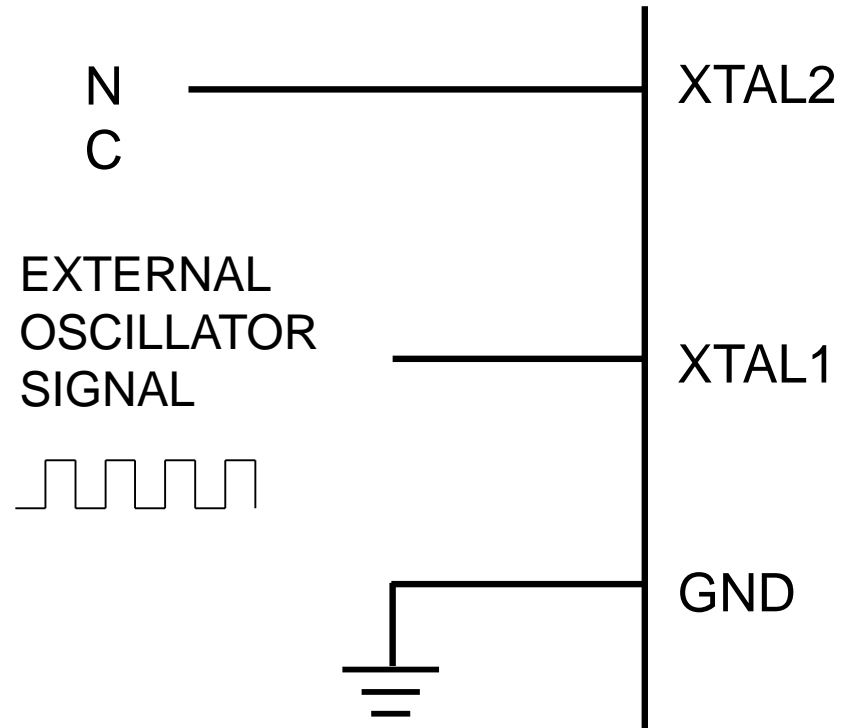 N
C
XTAL2
EXTERNAL
OSCILLATOR
SIGNAL
XTAL1
GND